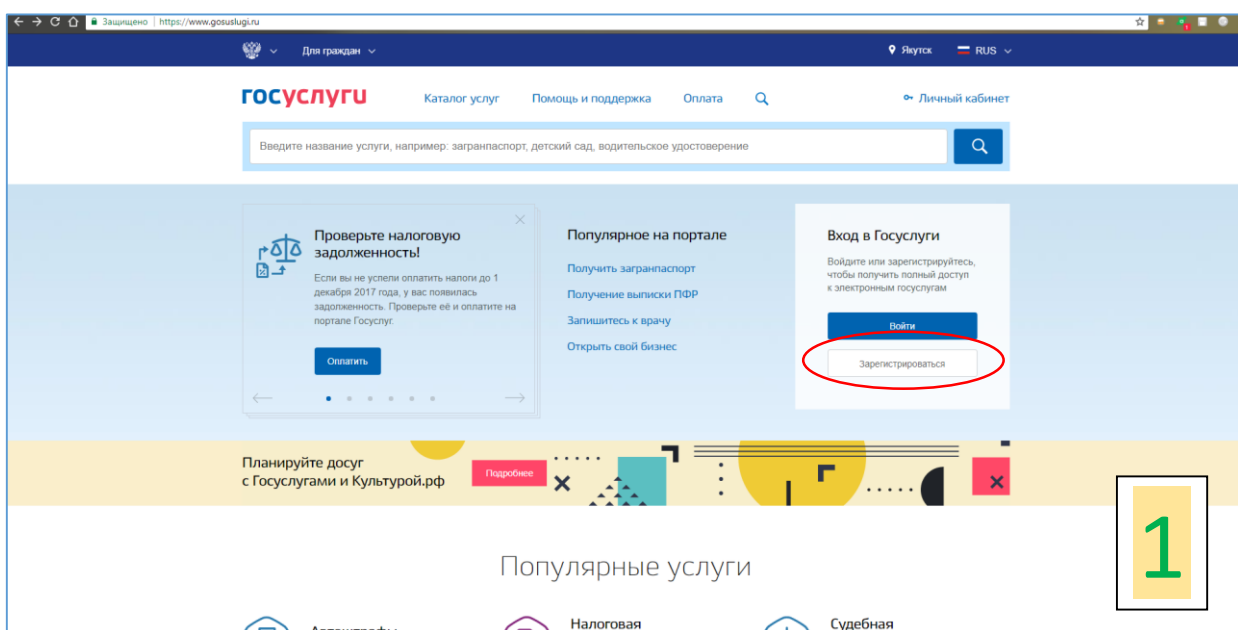 Защищено | https://www.gosuslugi.ru
Для граждан
Якутск
RUS
госуслуги
Каталог услуг
Помощь и поддержка
Оплата
Личный кабинет
Введите название услуги, например: загранпаспорт, детский сад, водительское удостоверение
Проверьте налоговую
задолженность!
Если вы не успели оплатить налоги до 1
декабря 2017 года, у вас появилась
задолженность. Проверьте её и оплатите на
портале Госуслуг.
Оплатить
Популярное на портале
Получить загранпаспорт
Получение выписки ПФР
Запишитесь к врачу
Открыть свой бизнес
Вход в Госуслуги
Войдите или зарегистрируйтесь,
чтобы получить полный доступ
к электронным госуслугам
Войти
Зарегистрироваться
Планируйте досуг
с Госуслугами и Культурой.рф
Подробнее
1
Популярные услуги
Налоговая
Судебная